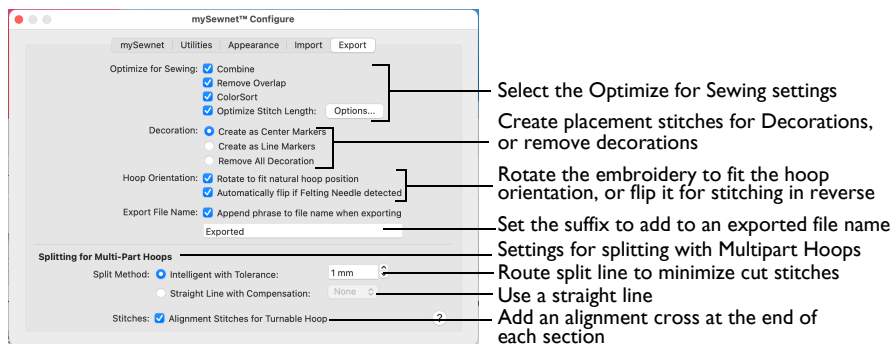 mySewnet™ Configure
mySewnet Utilities Appearance Import Export
Optimize for Sewing: Combine
Remove Overlap
ColorSort
Optimize Stitch Length: Options...
Select the Optimize for Sewing settings
Decoration: Create as Center Markers
Create as Line Markers
Remove All Decoration
Create placement stitches for Decorations,
or remove decorations
Hoop Orientation: Rotate to fit natural hoop position
Automatically flip if Felting Needle detected
Rotate the embroidery to fit the hoop
orientation, or flip it for stitching in reverse
Export File Name: Append phrase to file name when exporting
Exported
Set the suffix to add to an exported file name
Splitting for Multi-Part Hoops
Settings for splitting with Multipart Hoops
Split Method: Intelligent with Tolerance: 1 mm
Route split line to minimize cut stitches
Straight Line with Compensation: None
Use a straight line
Stitches: Alignment Stitches for Turnable Hoop ?
Add an alignment cross at the end of
each section